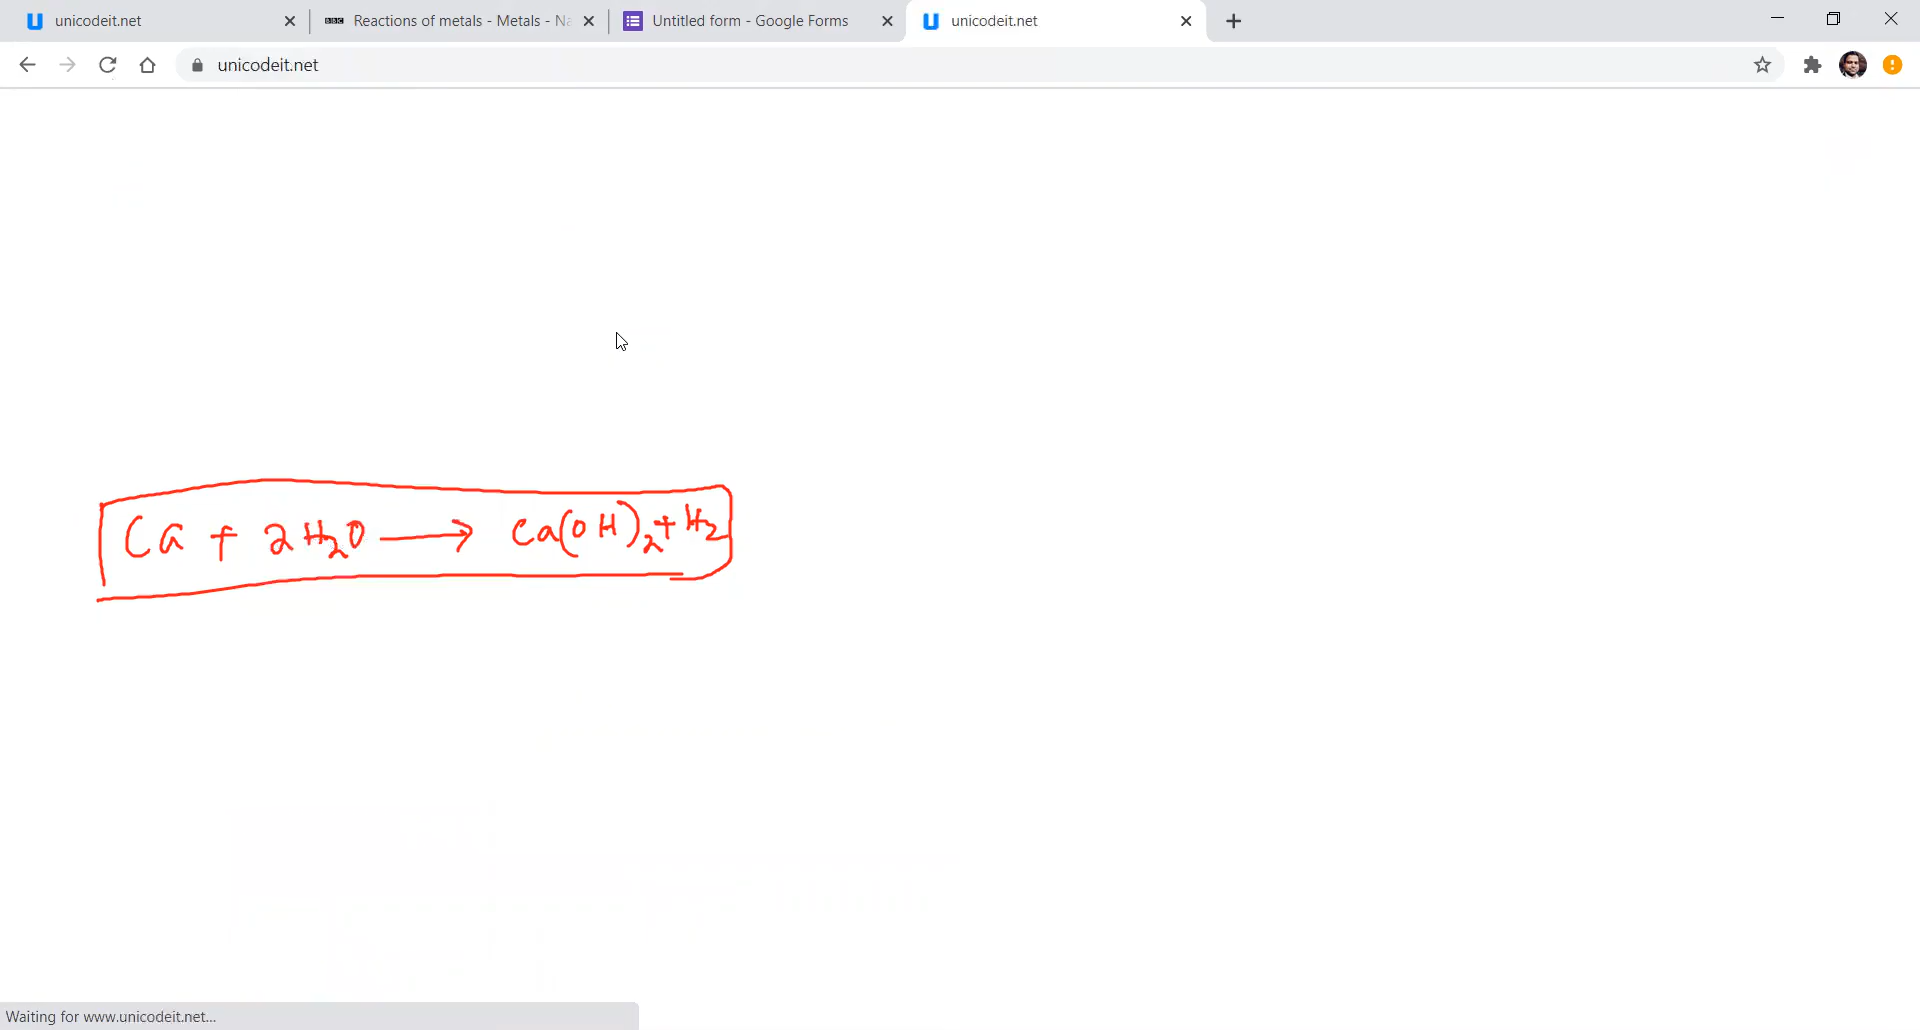 unicodeit.net
Reactions of metals - Metals - Na
Untitled form - Google Forms
unicodeit.net
unicodeit.net
Ca + 2H₂O ⟶ Ca(OH)₂ + H₂
Waiting for www.unicodeit.net...